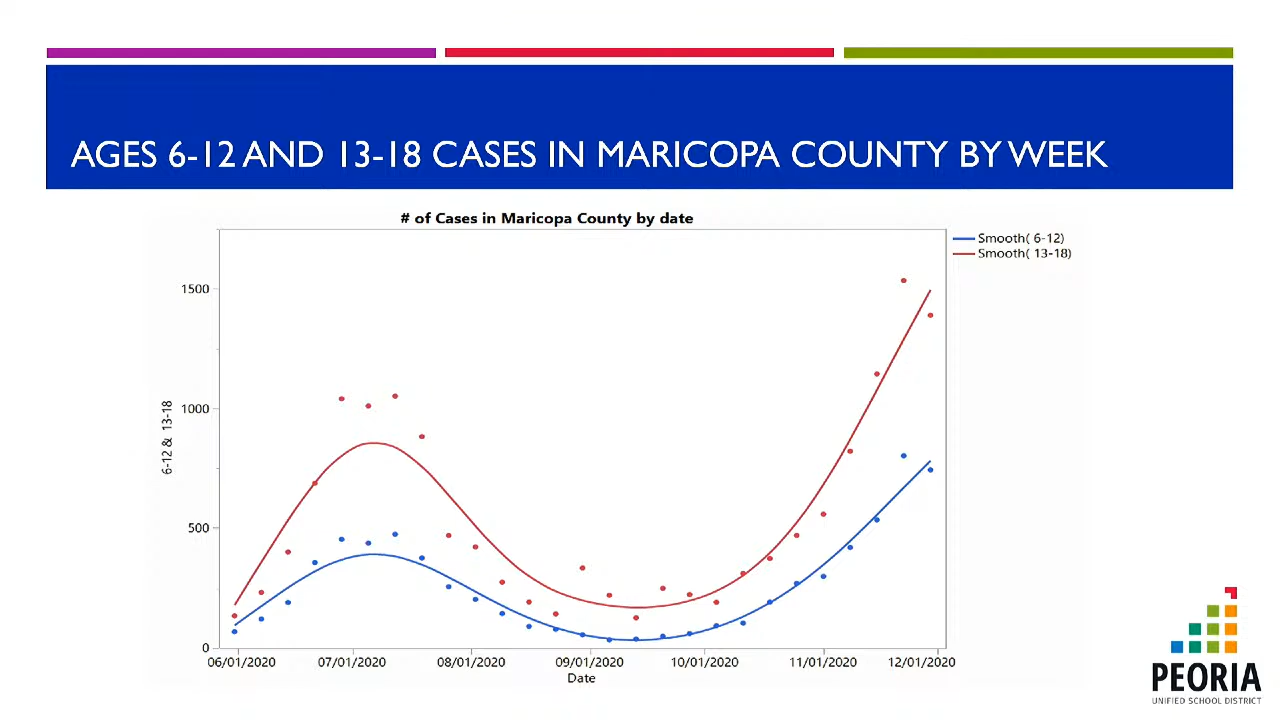 AGES 6-12 AND 13-18 CASES IN MARICOPA COUNTY BY WEEK
# of Cases in Maricopa County by date
Smooth( 6-12)
Smooth( 13-18)
1500
1000
500
0
6-12 & 13-18
06/01/2020 07/01/2020 08/01/2020 09/01/2020 10/01/2020 11/01/2020 12/01/2020
Date
PEORIA
UNIFIED SCHOOL DISTRICT